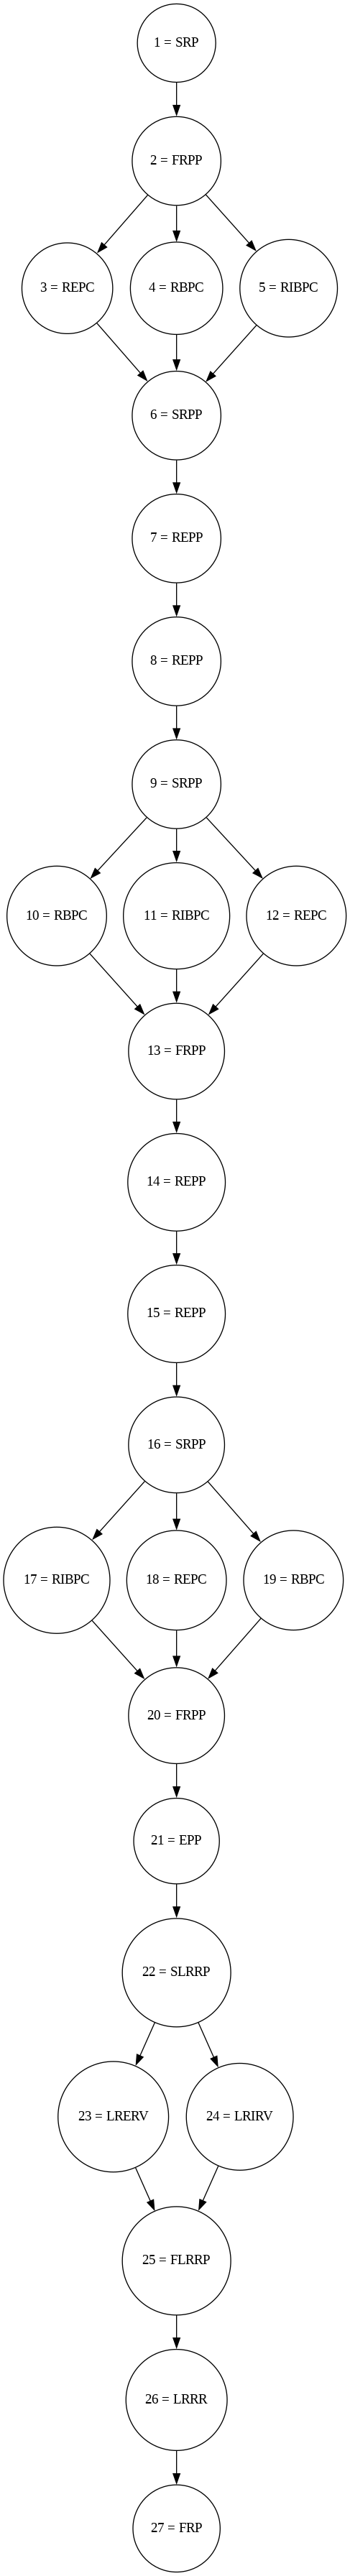 1 = SRP
2 = FRPP
3 = REPC
4 = RBPC
5 = RIBPC
6 = SRPP
7 = REPP
8 = REPP
9 = SRPP
10 = RBPC
11 = RIBPC
12 = REPC
13 = FRPP
14 = REPP
15 = REPP
16 = SRPP
17 = RIBPC
18 = REPC
19 = RBPC
20 = FRPP
21 = EPP
22 = SLRRP
23 = LRERV
24 = LRIRV
25 = FLRRP
26 = LRRR
27 = FRP